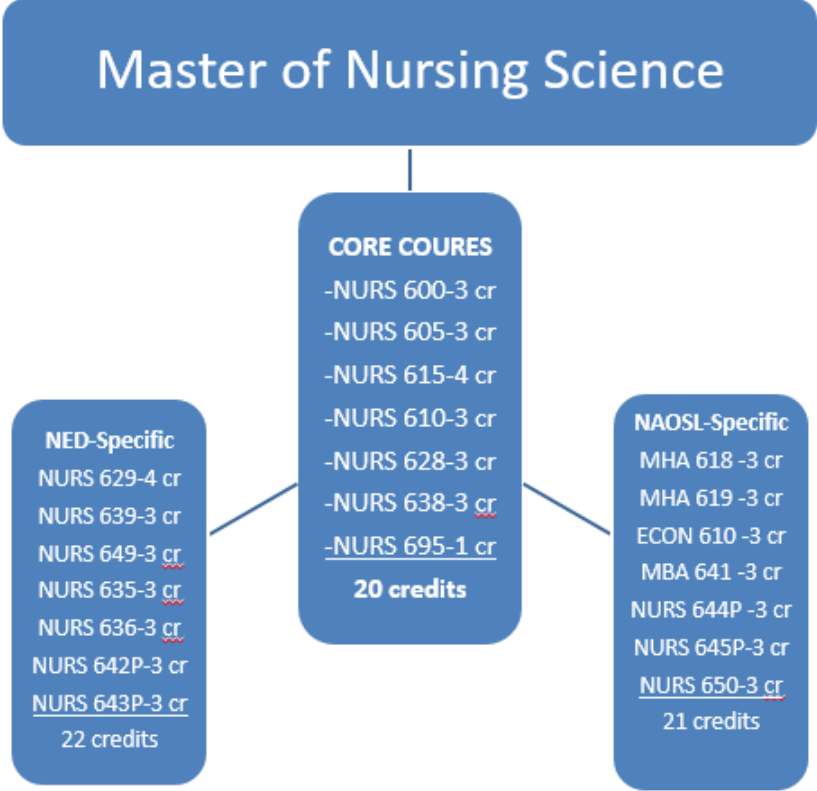 Master of Nursing Science
CORE COURES
-NURS 600-3 cr
-NURS 605-3 cr
-NURS 615-4 cr
-NURS 610-3 cr
-NURS 628-3 cr
-NURS 638-3 cr
-NURS 695-1 cr
20 credits
NED-Specific
NURS 629-4 cr
NURS 639-3 cr
NURS 649-3 cr
NURS 635-3 cr
NURS 636-3 cr
NURS 642P-3 cr
NURS 643P-3 cr
22 credits
NAOSL-Specific
MHA 618 -3 cr
MHA 619 -3 cr
ECON 610 -3 cr
MBA 641 -3 cr
NURS 644P -3 cr
NURS 645P-3 cr
NURS 650-3 cr
21 credits